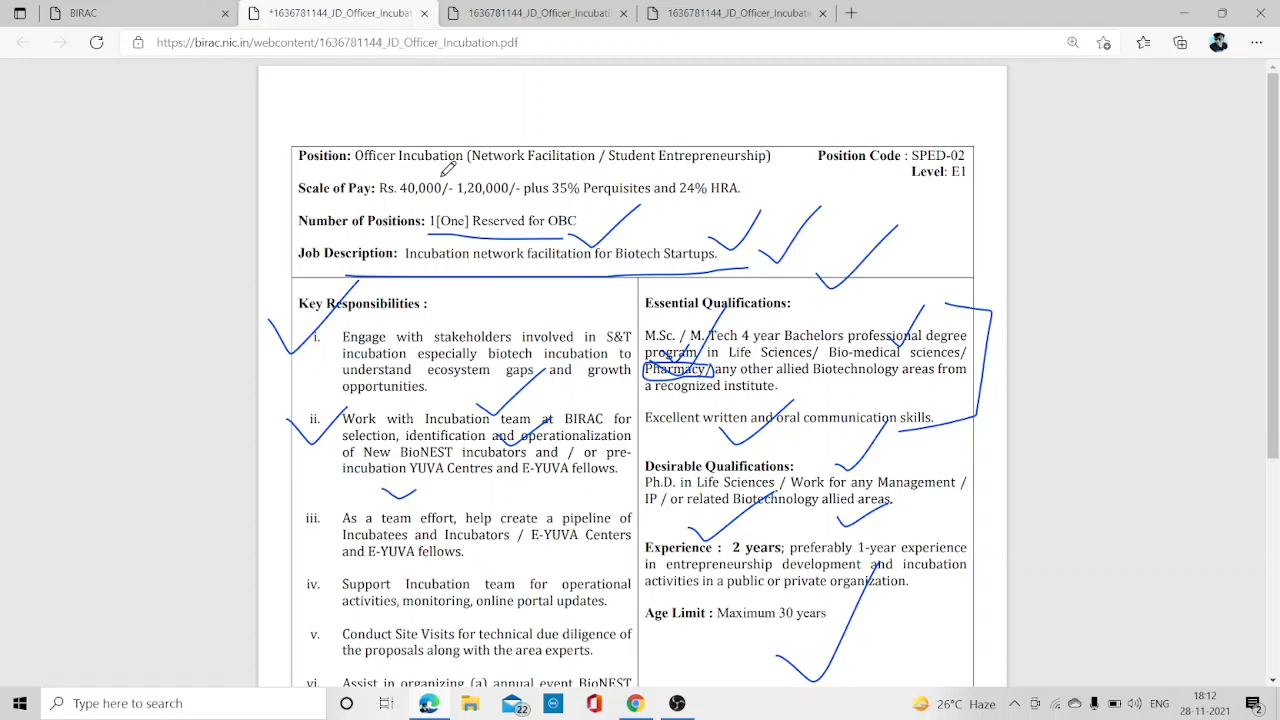 BIRAC
*1636781144_JD_Officer_Incubat
1636781144_JD_Officer_Incubatio
1636781144_JD_Officer_Incubatio
https://birac.nic.in/webcontent/1636781144_JD_Officer_Incubation.pdf
Position: Officer Incubation (Network Facilitation / Student Entrepreneurship)
Position Code : SPED-02
Level: E1
Scale of Pay: Rs. 40,000/- 1,20,000/- plus 35% Perquisites and 24% HRA.
Number of Positions: 1[One] Reserved for OBC
Job Description: Incubation network facilitation for Biotech Startups.
Key Responsibilities :
i. Engage with stakeholders involved in S&T
incubation especially biotech incubation to
understand ecosystem gaps and growth
opportunities.
ii. Work with Incubation team at BIRAC for
selection, identification and operationalization
of New BioNEST incubators and / or pre-
incubation YUVA Centres and E-YUVA fellows.
iii. As a team effort, help create a pipeline of
Incubatees and Incubators / E-YUVA Centers
and E-YUVA fellows.
iv. Support Incubation team for operational
activities, monitoring, online portal updates.
v. Conduct Site Visits for technical due diligence of
the proposals along with the area experts.
vi. Assist in organizing (a) annual event BioNEST
Essential Qualifications:
M.Sc. / M. Tech 4 year Bachelors professional degree
program in Life Sciences/ Bio-medical sciences/
Pharmacy/ any other allied Biotechnology areas from
a recognized institute.
Excellent written and oral communication skills.
Desirable Qualifications:
Ph.D. in Life Sciences / Work for any Management /
IP / or related Biotechnology allied areas.
Experience : 2 years; preferably 1-year experience
in entrepreneurship development and incubation
activities in a public or private organization.
Age Limit : Maximum 30 years
Type here to search
22
26°C Haze
ENG
18:12
28-11-2021
2